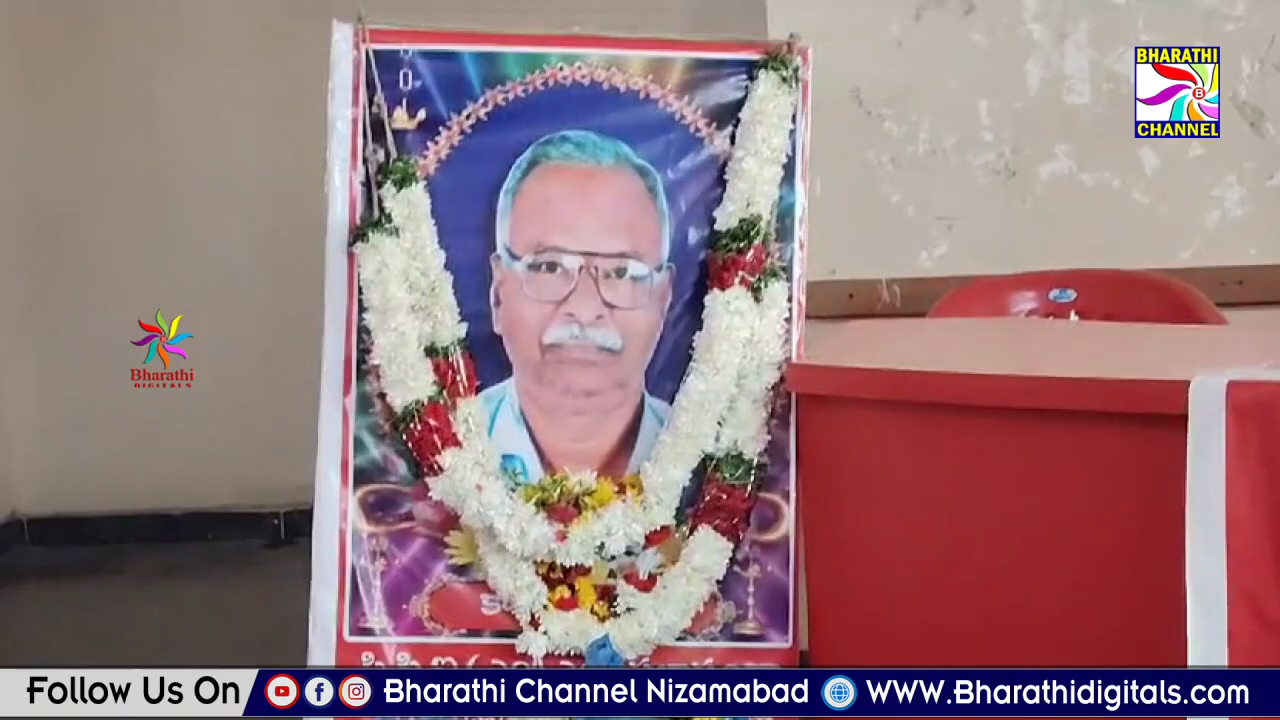 BHARATHI
B
CHANNEL
Bharathi
DIGITALS
Follow Us On Bharathi Channel Nizamabad WWW.Bharathidigitals.com